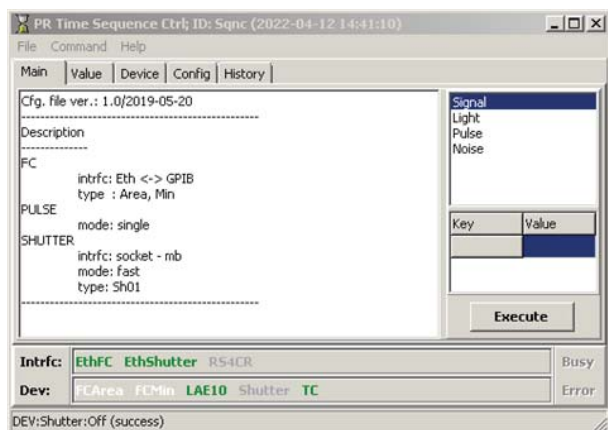 PR Time Sequence Ctrl; ID: Sqnc (2022-04-12 14:41:10)
File Command Help
Main Value Device Config History
Cfg. file ver.: 1.0/2019-05-20
------------------------------------------------
Description
--------------
FC
intrfc: Eth <-> GPIB
type : Area, Min
PULSE
mode: single
SHUTTER
intrfc: socket - mb
mode: fast
type: Sh01
------------------------------------------------
Signal
Light
Pulse
Noise
Key Value
Execute
Intrfc: EthFC EthShutter RS4CR Busy
Dev: FCArea FCMin LAE10 Shutter TC Error
DEV:Shutter:Off (success)